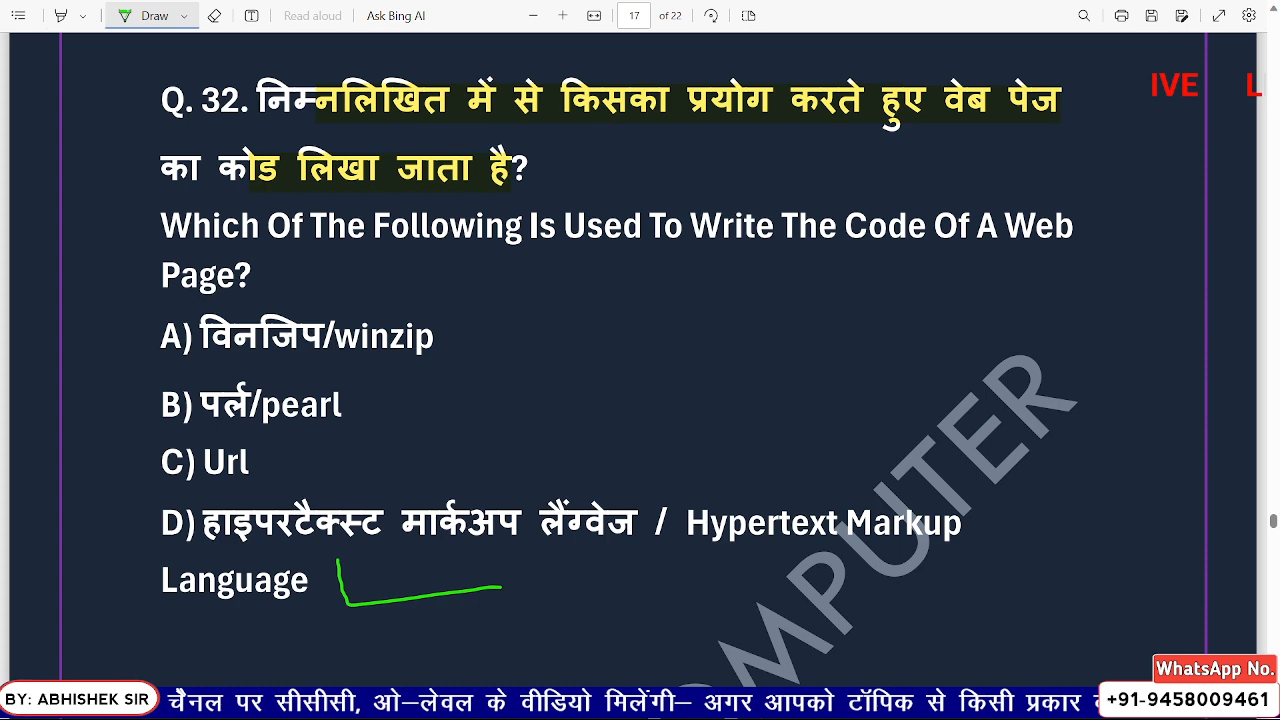 Draw
Read aloud
Ask Bing AI
17
of 22
Q. 32. निम्नलिखित में से किसका प्रयोग करते हुए वेब पेज
IVE L
का कोड लिखा जाता है?
Which Of The Following Is Used To Write The Code Of A Web
Page?
A) विनजिप/winzip
B) पर्ल/pearl
C) Url
D) हाइपरटैक्स्ट मार्कअप लैंग्वेज / Hypertext Markup
Language
COMPUTER
WhatsApp No.
BY: ABHISHEK SIR
चैनल पर सीसीसी, ओ–लेवल के वीडियो मिलेंगी– अगर आपको टॉपिक से किसी प्रकार
+91-9458009461